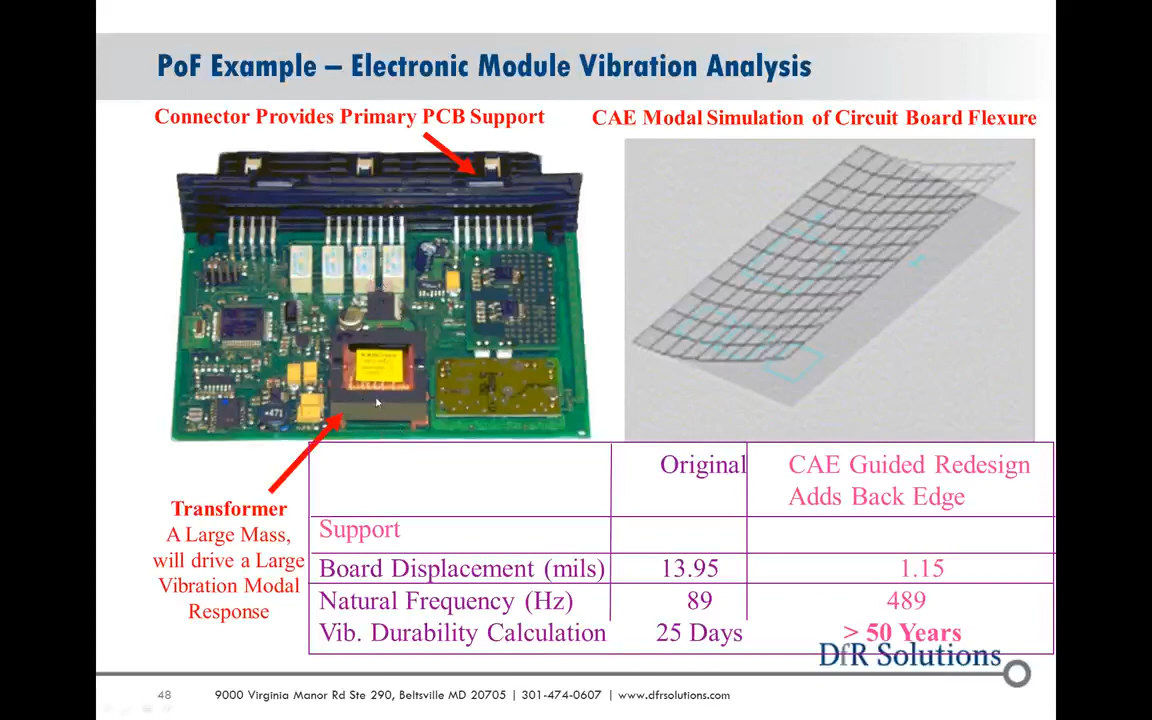 PoF Example – Electronic Module Vibration Analysis
Connector Provides Primary PCB Support
CAE Modal Simulation of Circuit Board Flexure
471
Transformer
A Large Mass,
will drive a Large
Vibration Modal
Response
Original
CAE Guided Redesign
Adds Back Edge
Support
Board Displacement (mils) 13.95 1.15
Natural Frequency (Hz) 89 489
Vib. Durability Calculation 25 Days > 50 Years
DfR Solutions
48
9000 Virginia Manor Rd Ste 290, Beltsville MD 20705 | 301-474-0607 | www.dfrsolutions.com